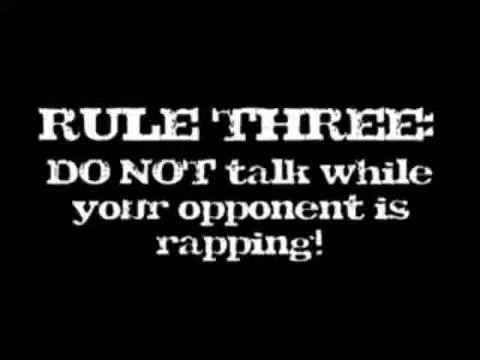 RULE THREE:
DO NOT talk while
your opponent is
rapping!